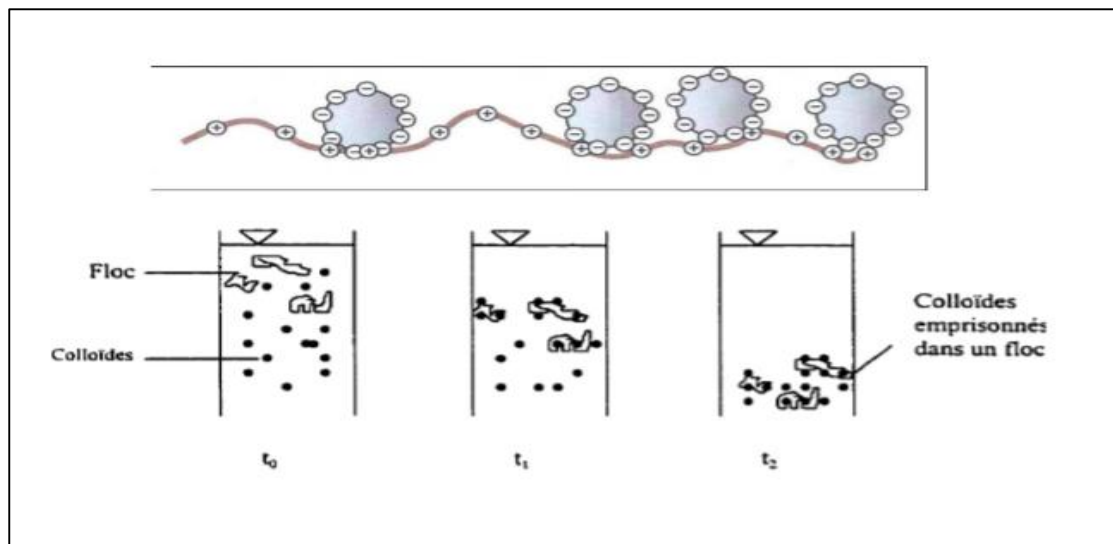 Floc
Colloïdes
Colloïdes
emprisonnés
dans un floc
t₀
t₁
t₂